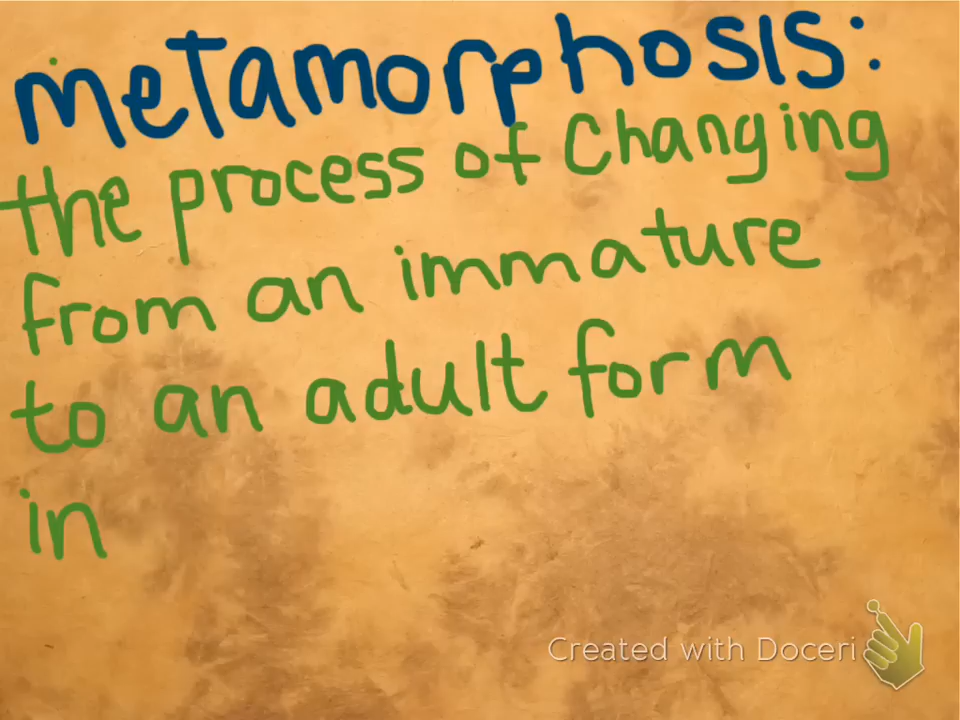 metamorphosis:
the process of Changing
from an immature
to an adult form
in
Created with Doceri